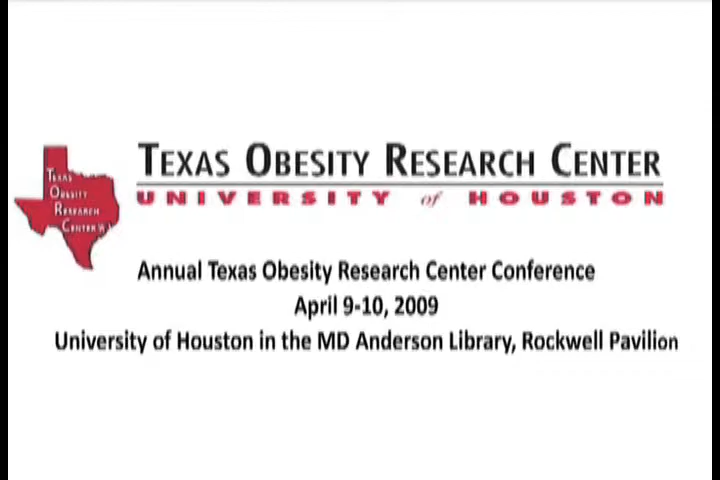 TEXAS OBESITY RESEARCH CENTER
UNIVERSITY of HOUSTON
TEXAS
OBESITY
RESEARCH
CENTER
Annual Texas Obesity Research Center Conference
April 9-10, 2009
University of Houston in the MD Anderson Library, Rockwell Pavilion